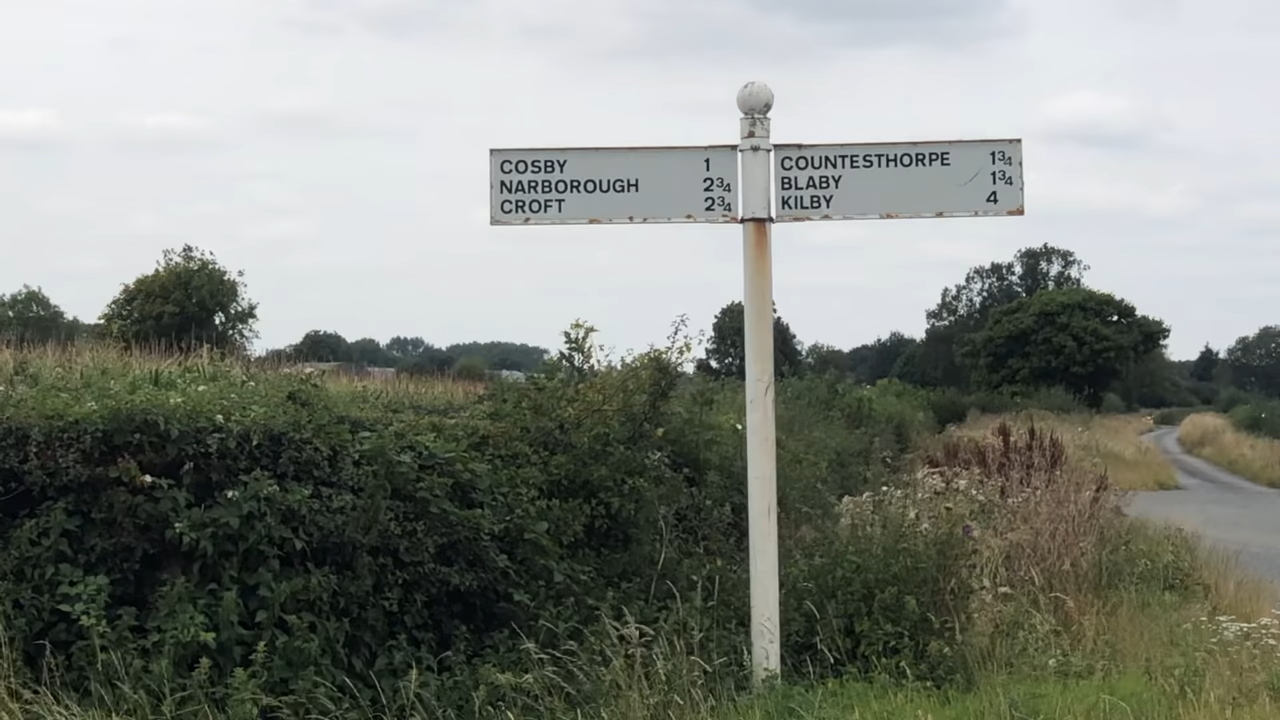 COSBY 1
NARBOROUGH 2¾
CROFT 2¾
COUNTESTHORPE 1¾
BLABY 1¾
KILBY 4